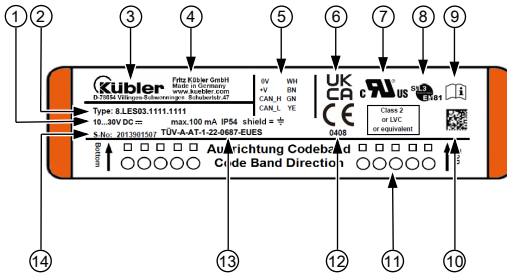 1 2 3 4 5 6 7 8 9
Kübler
Fritz Kübler GmbH
Made in Germany
www.kuebler.com
D-78054 Villingen-Schwenningen Schubertstr.47
Type: 8.LES03.1111.1111
10...30V DC max.100 mA IP54 shield =
S-No: 2013901507 TÜV-A-AT-1-22-0687-EUES
0V WH
+V BN
CAN_H GN
CAN_L YE
UK
CA
CE
0408
c RU US
EN81
Class 2
or LVC
or equivalent
Bottom
Ausrichtung Codeband
Code Band Direction
14 13 12 11 10